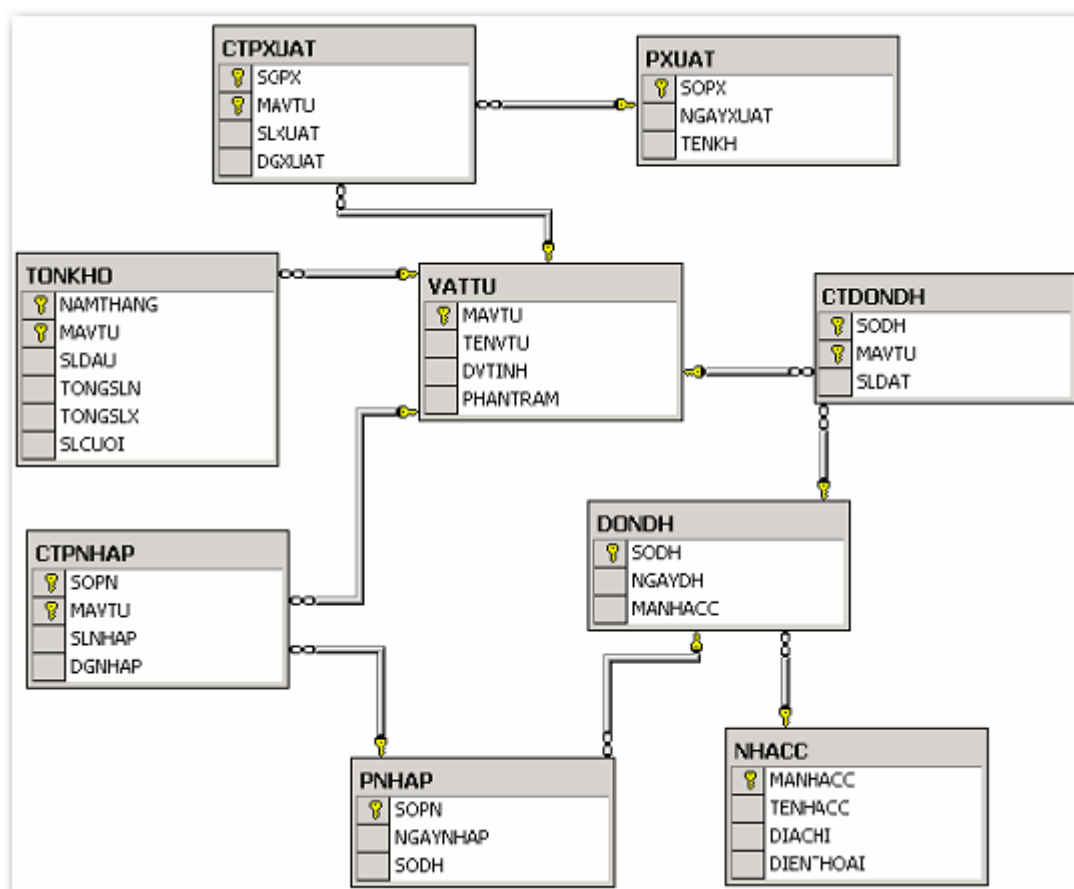 CTPXUAT
SOPX
MAVTU
SLXUAT
DGXUAT
PXUAT
SOPX
NGAYXUAT
TENKH
TONKHO
NAMTHANG
MAVTU
SLDAU
TONGSLN
TONGSLX
SLCUOI
VATTU
MAVTU
TENVTU
DVTINH
PHANTRAM
CTDONDH
SODH
MAVTU
SLDAT
CTPNHAP
SOPN
MAVTU
SLNHAP
DGNHAP
DONDH
SODH
NGAYDH
MANHACC
PNHAP
SOPN
NGAYNHAP
SODH
NHACC
MANHACC
TENHACC
DIACHI
DIENTHOAI